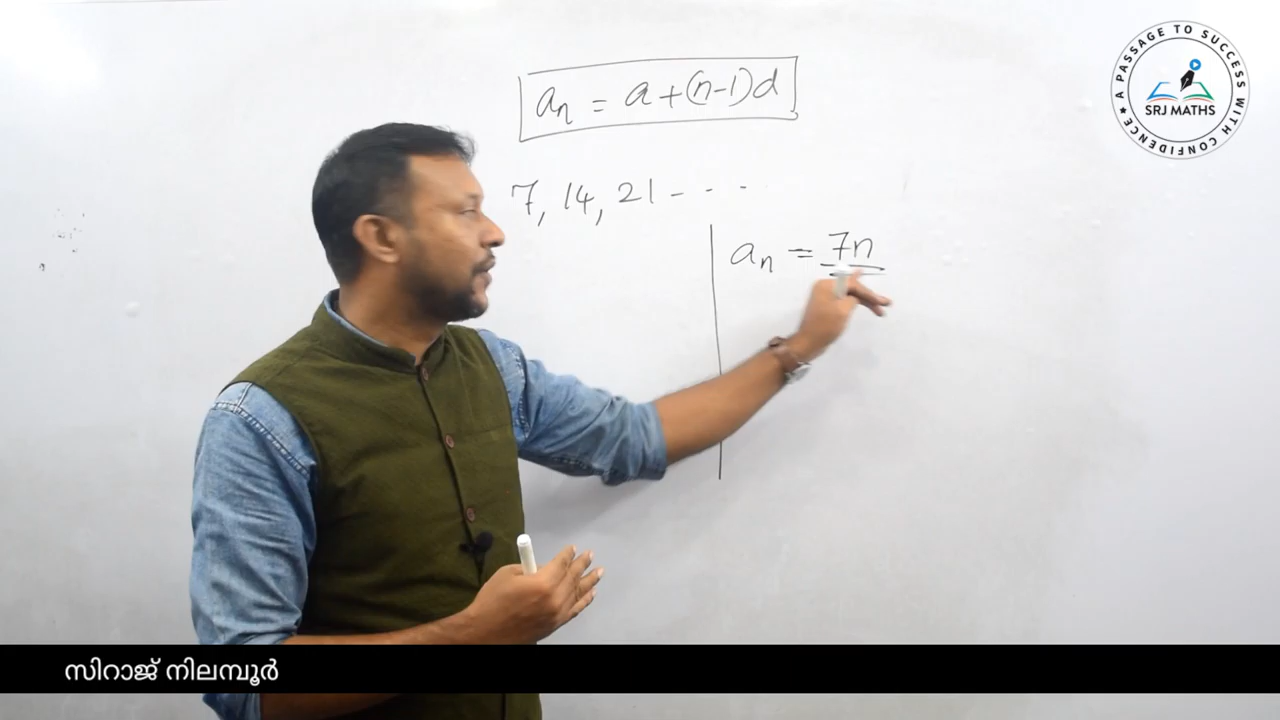 aₙ = a + (n-1)d
7, 14, 21 - - - -
aₙ = 7n
A PASSAGE TO SUCCESS WITH CONFIDENCE
SRJ MATHS
സിറാജ് നിലമ്പൂർ